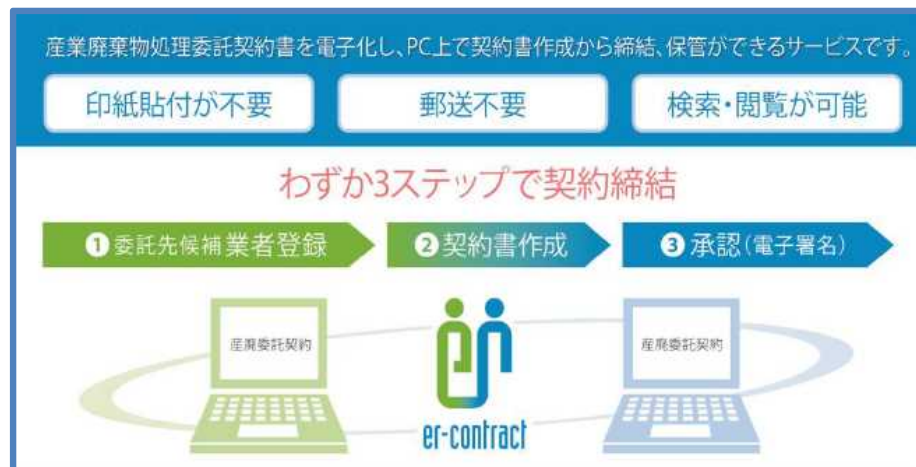 産業廃棄物処理委託契約書を電子化し、PC上で契約書作成から締結、保管ができるサービスです。
印紙貼付が不要
郵送不要
検索・閲覧が可能
わずか3ステップで契約締結
1 委託先候補業者登録
2 契約書作成
3 承認(電子署名)
産廃委託契約
産廃委託契約
er-contract